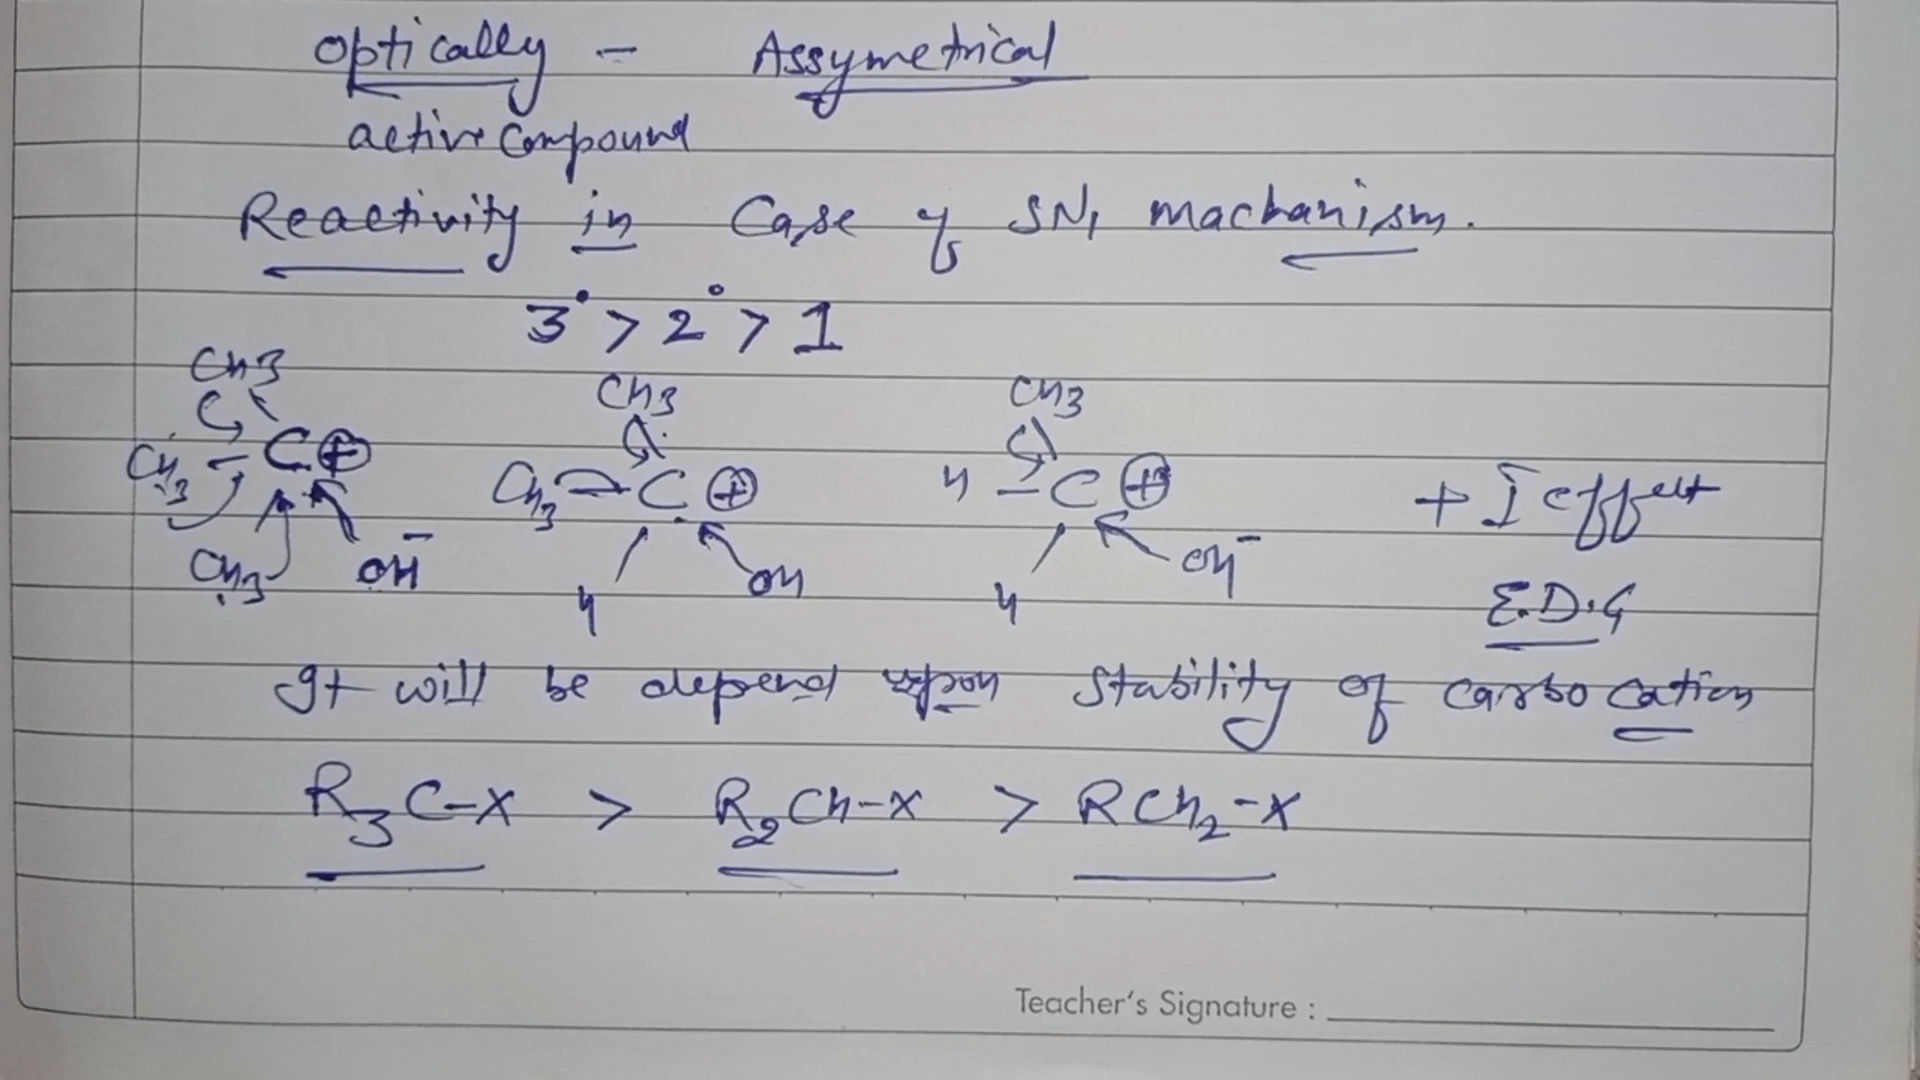 Optically - Assymetrical
active Compound
Reactivity in Case of SN1 machanism.
3° > 2° > 1
CH3 CH3 CH3
CH3 - C ⊕ CH3 - C ⊕ H - C ⊕ + I effect
CH3 OH⁻ H OH H OH⁻ E.D.G
It will be depend upon Stability of Carbo Cation
R3C-X > R2CH-X > RCH2-X
Teacher's Signature :